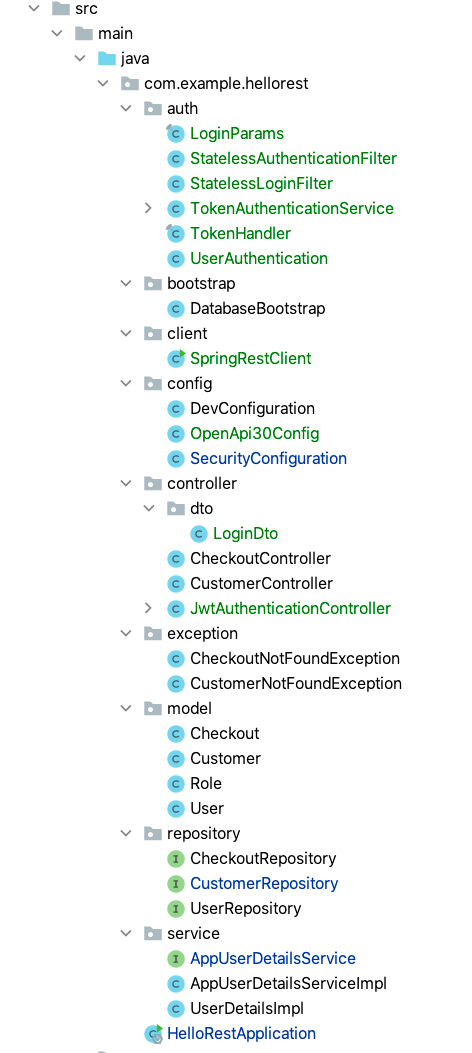 src
main
java
com.example.hellorest
auth
LoginParams
StatelessAuthenticationFilter
StatelessLoginFilter
TokenAuthenticationService
TokenHandler
UserAuthentication
bootstrap
DatabaseBootstrap
client
SpringRestClient
config
DevConfiguration
OpenApi30Config
SecurityConfiguration
controller
dto
LoginDto
CheckoutController
CustomerController
JwtAuthenticationController
exception
CheckoutNotFoundException
CustomerNotFoundException
model
Checkout
Customer
Role
User
repository
CheckoutRepository
CustomerRepository
UserRepository
service
AppUserDetailsService
AppUserDetailsServiceImpl
UserDetailsImpl
HelloRestApplication